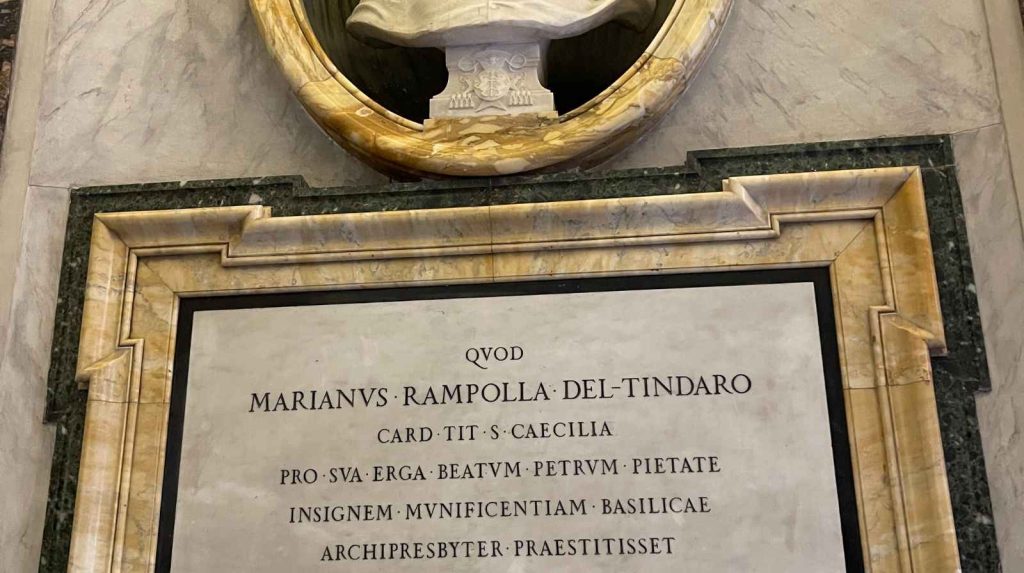 QVOD
MARIANVS · RAMPOLLA · DEL-TINDARO
CARD · TIT · S · CAECILIA
PRO · SVA · ERGA · BEATVM · PETRVM · PIETATE
INSIGNEM · MVNIFICENTIAM · BASILICAE
ARCHIPRESBYTER · PRAESTITISSET